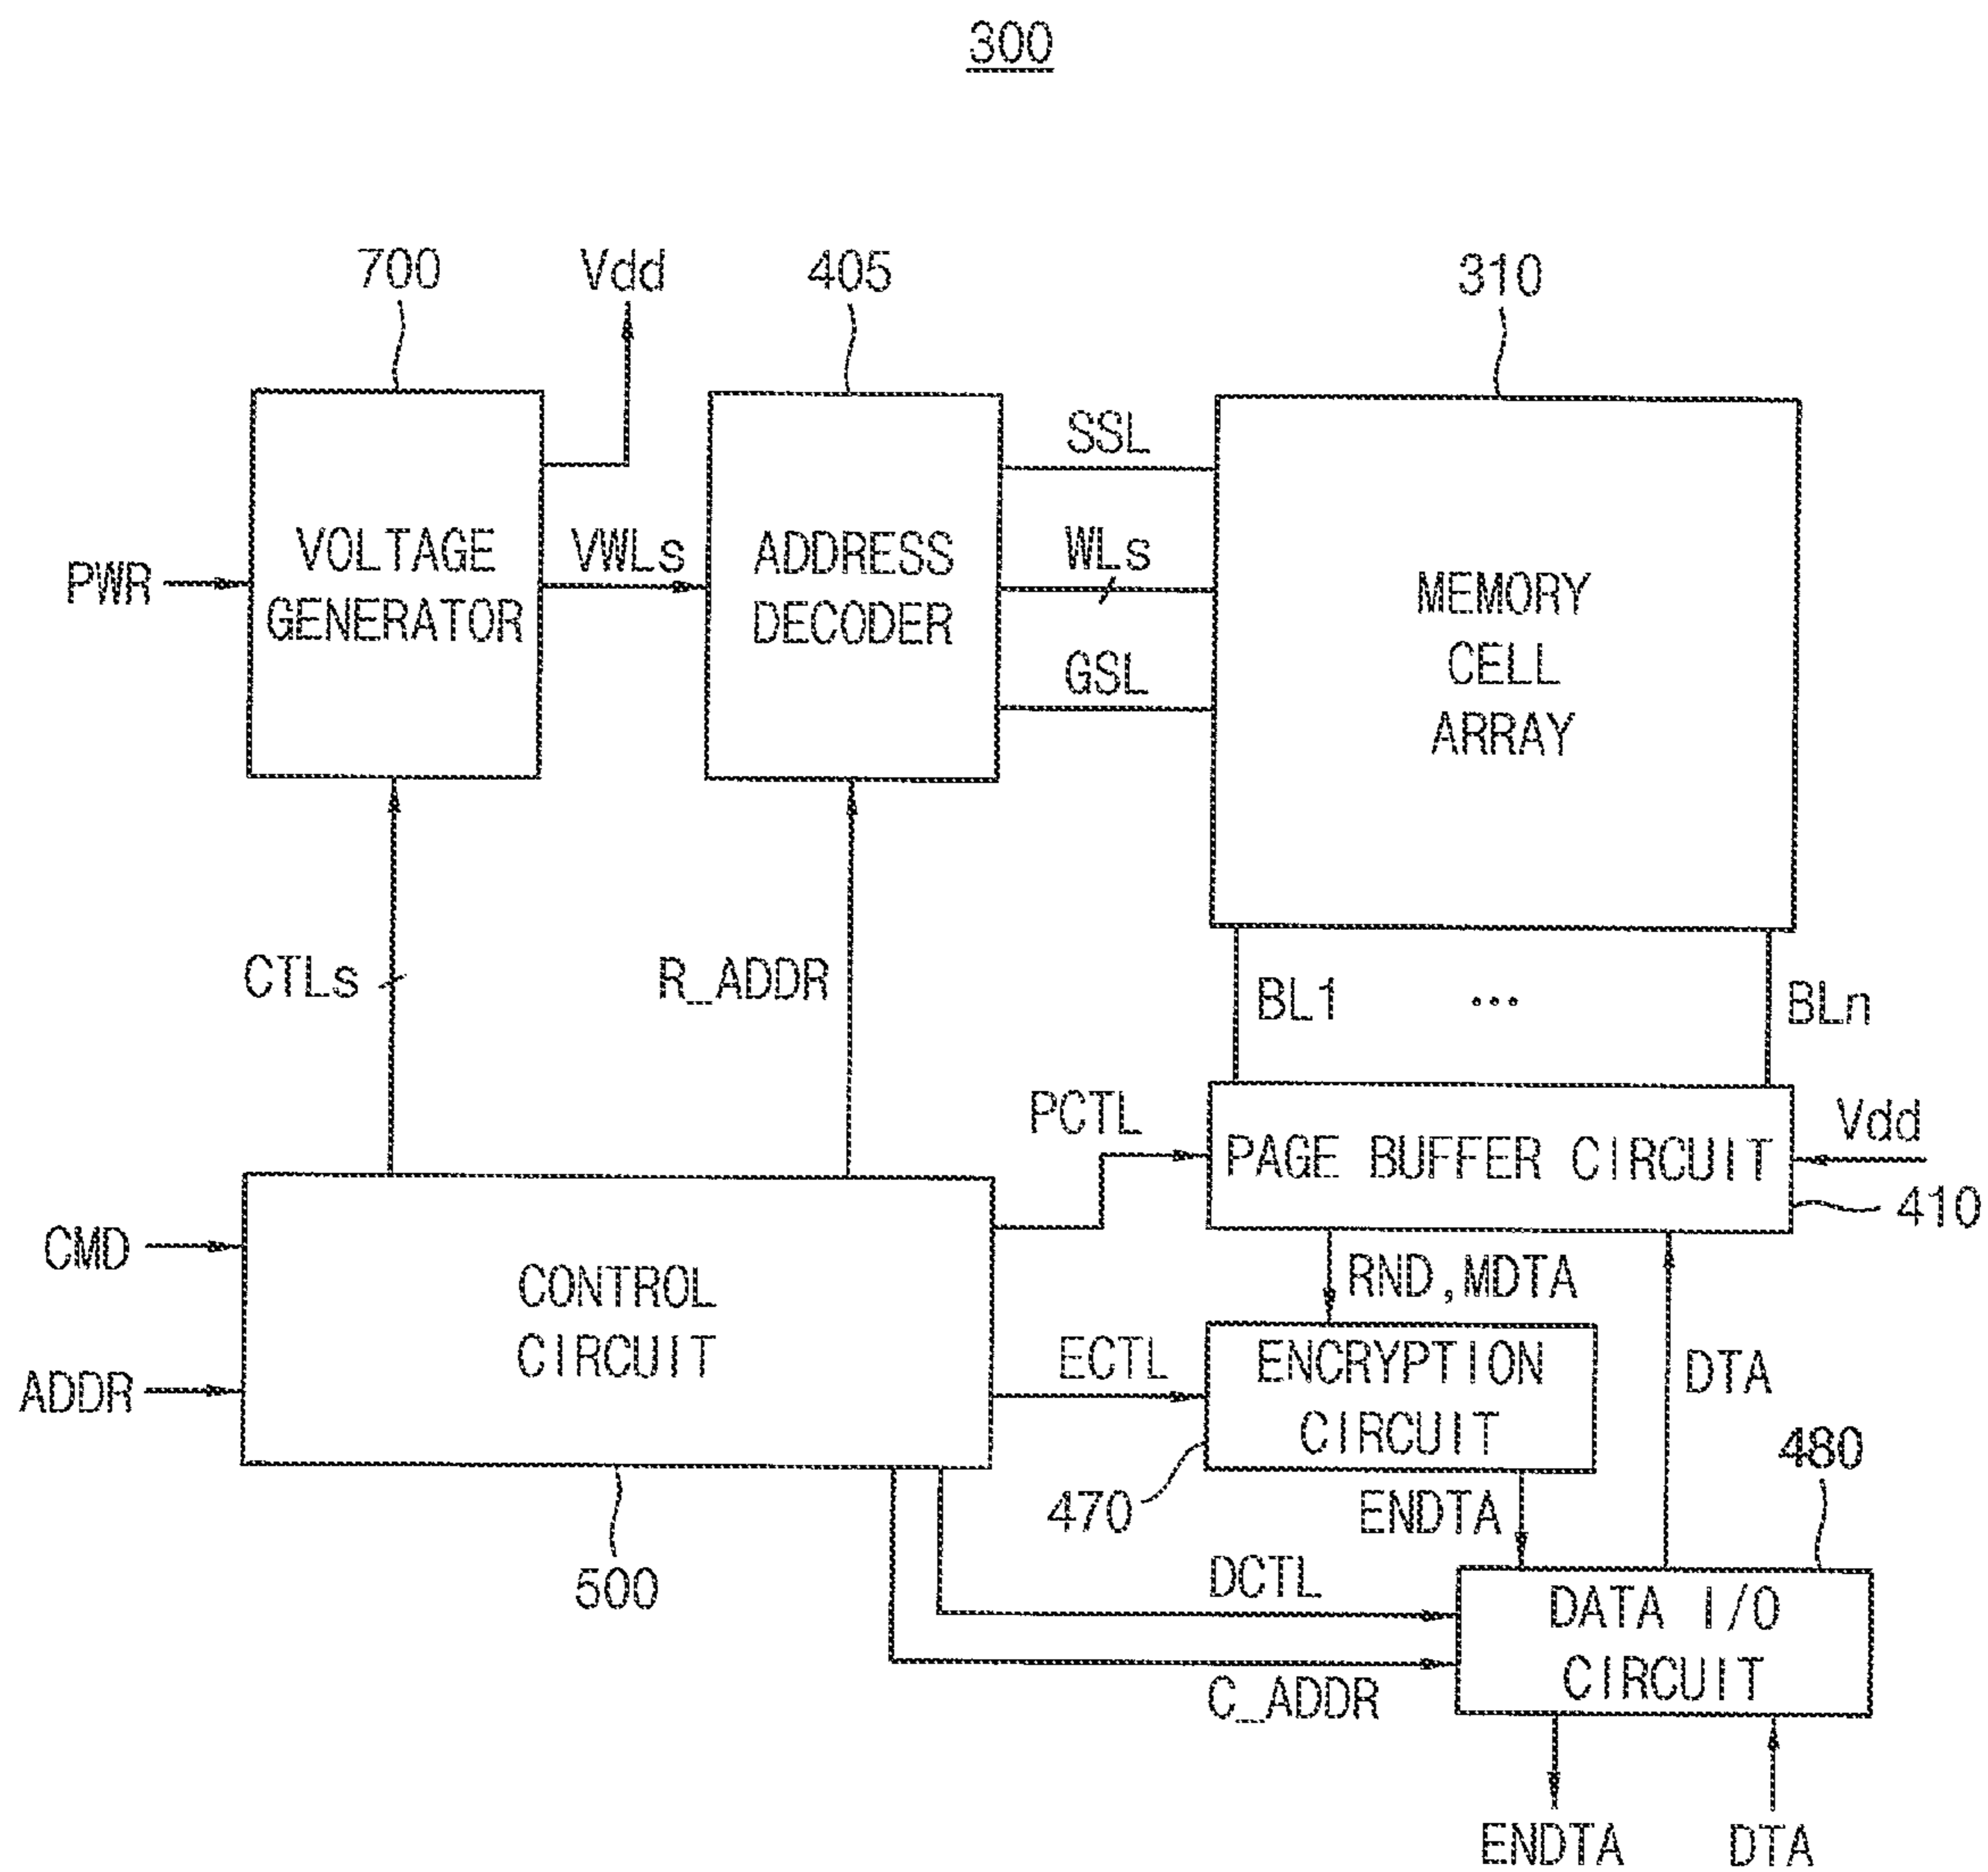 300
700
Vdd
405
310
VOLTAGE
GENERATOR
PWR
VWLs
ADDRESS
DECODER
SSL
WLs
GSL
MEMORY
CELL
ARRAY
CTLs
R_ADDR
BL1
...
BLn
PCTL
PAGE BUFFER CIRCUIT
Vdd
410
CMD
ADDR
CONTROL
CIRCUIT
500
RND,MDTA
ECTL
ENCRYPTION
CIRCUIT
470
DTA
480
ENDTA
DCTL
C_ADDR
DATA I/O
CIRCUIT
ENDTA
DTA